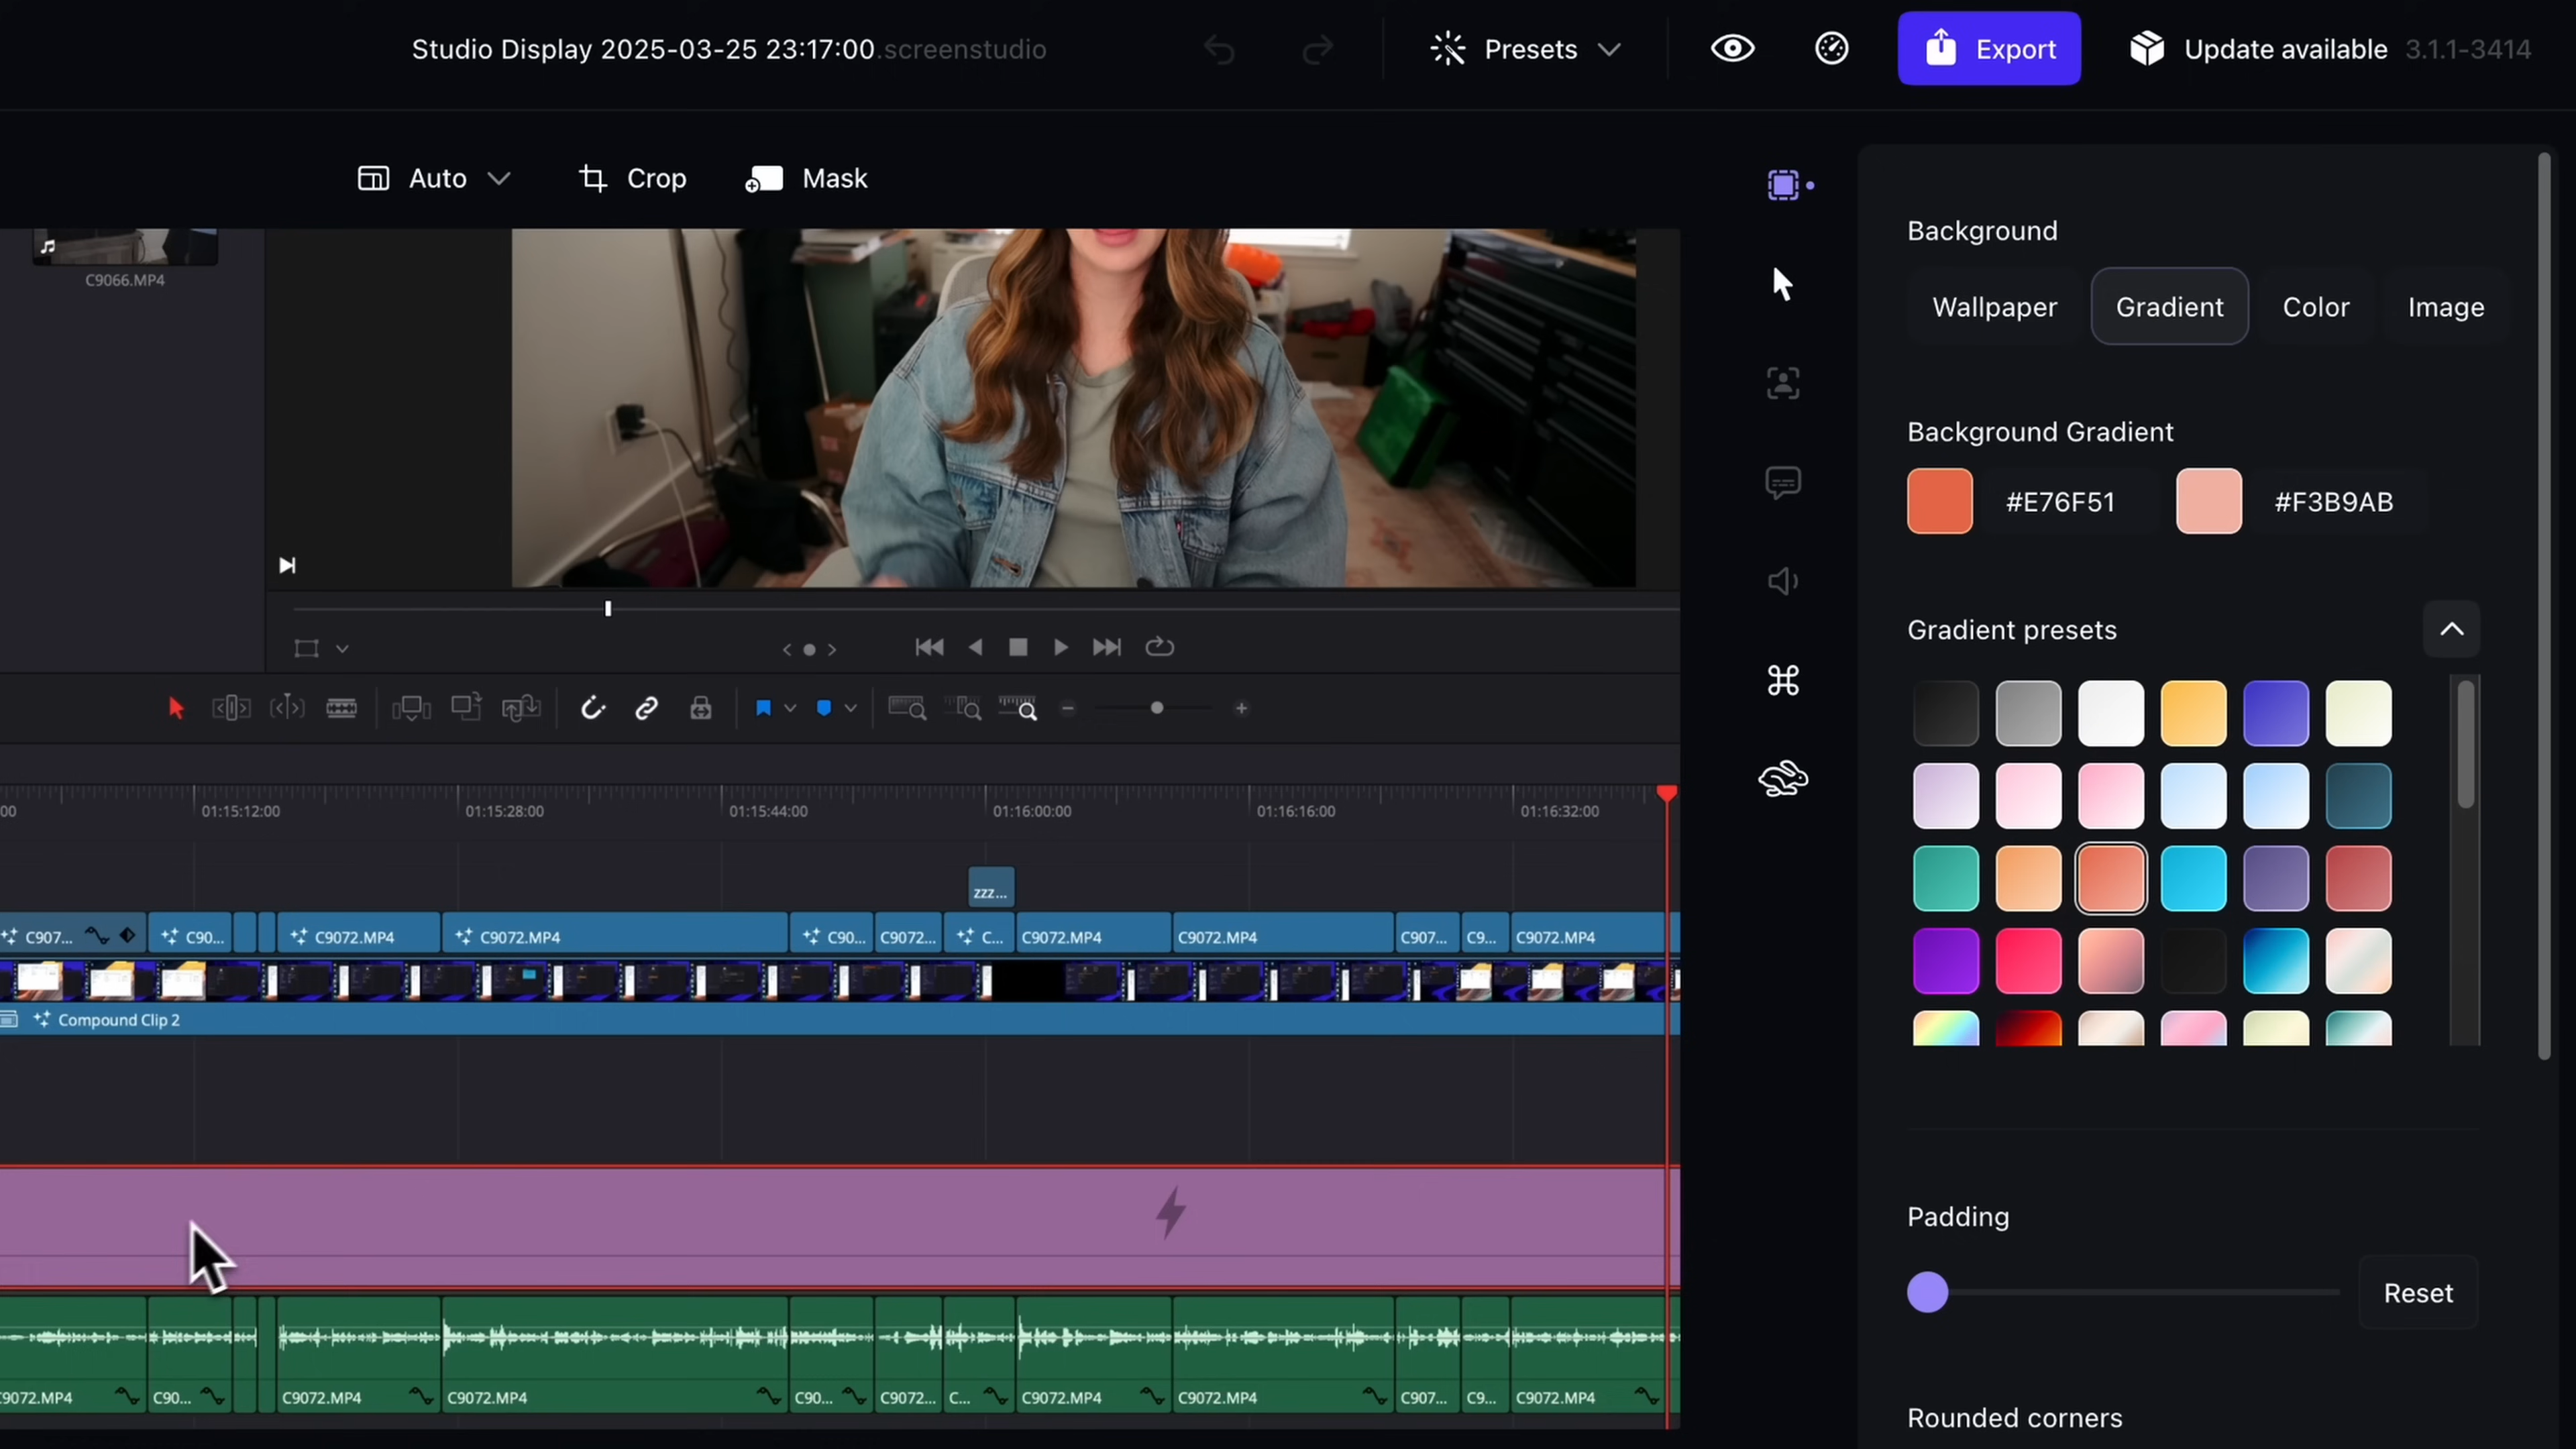 Studio Display 2025-03-25 23:17:00.screenstudio
Presets
Export
Update available 3.1.1-3414
Auto
Crop
Mask
C9066.MP4
Background
Wallpaper
Gradient
Color
Image
Background Gradient
#E76F51
#F3B9AB
Gradient presets
00
01:15:12:00
01:15:28:00
01:15:44:00
01:16:00:00
01:16:16:00
01:16:32:00
zzz...
C907...
C90...
C9072.MP4
C9072.MP4
C90...
C9072...
C...
C9072.MP4
C9072.MP4
C907...
C9...
C9072.MP4
Compound Clip 2
Padding
Reset
C9072.MP4
C90...
C9072.MP4
C9072.MP4
C90...
C9072...
C...
C9072.MP4
C9072.MP4
C907...
C9...
C9072.MP4
Rounded corners